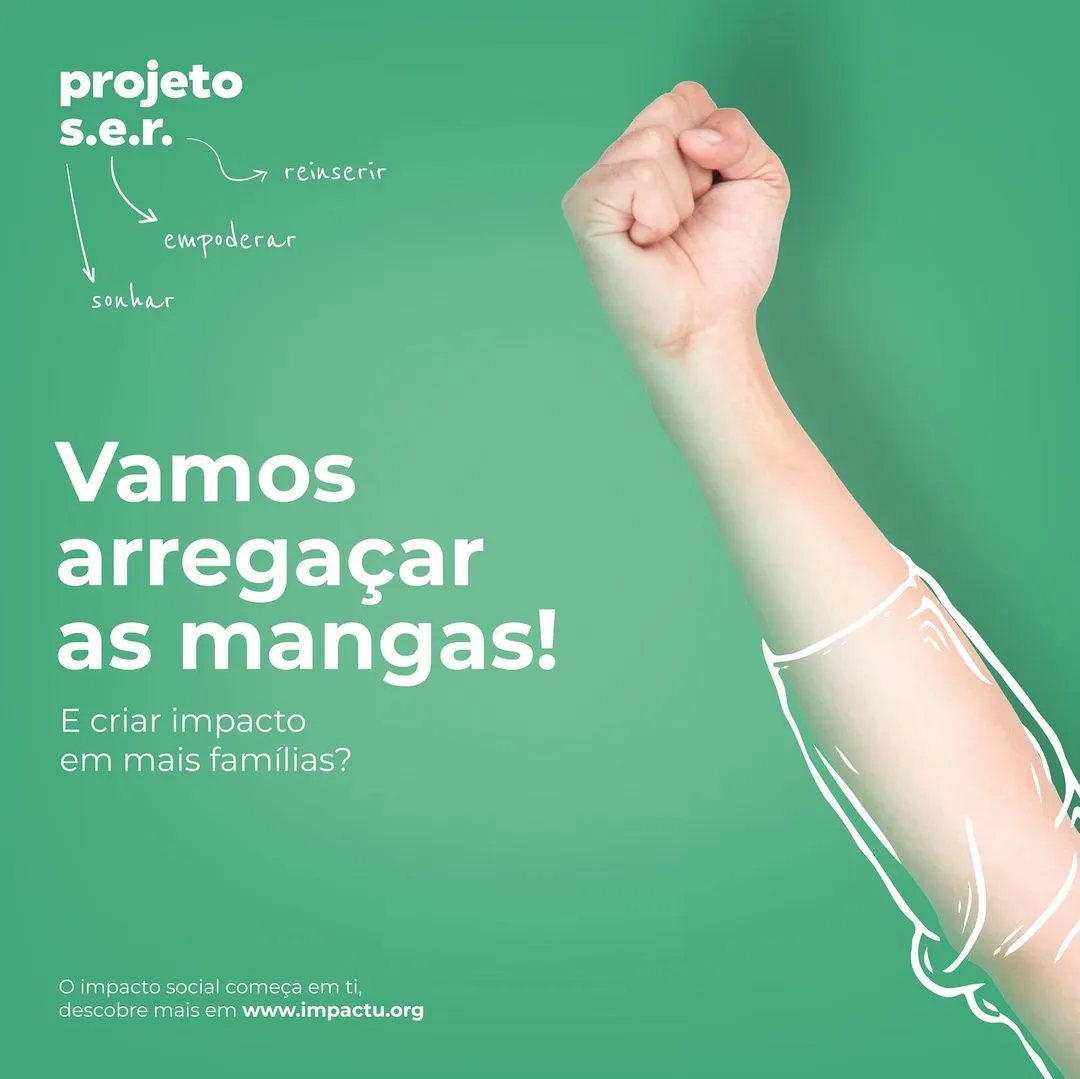 projeto
s.e.r.
reinserir
empoderar
sonhar
Vamos
arregaçar
as mangas!
E criar impacto
em mais famílias?
O impacto social começa em ti,
descobre mais em www.impactu.org